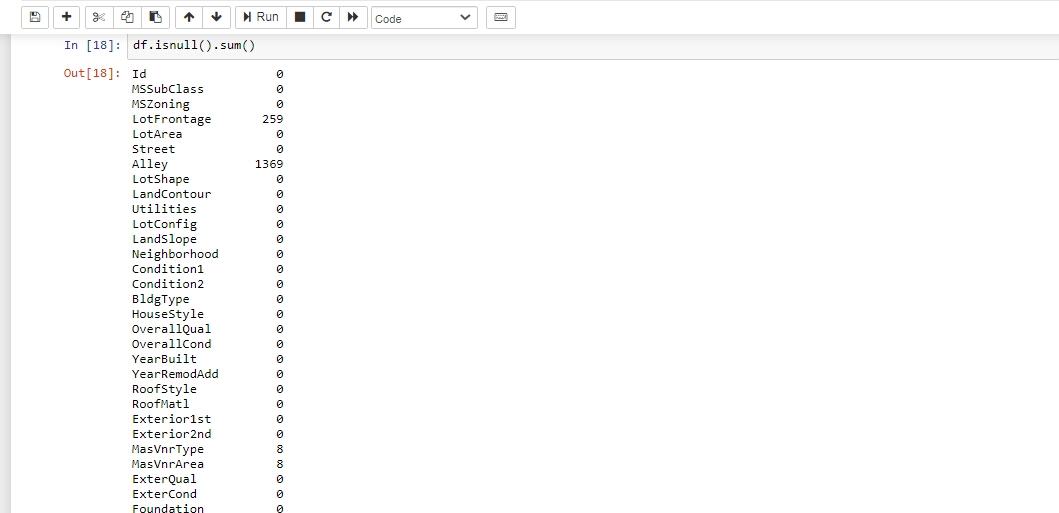 Run Code
In [18]: df.isnull().sum()
Out[18]: Id 0
MSSubClass 0
MSZoning 0
LotFrontage 259
LotArea 0
Street 0
Alley 1369
LotShape 0
LandContour 0
Utilities 0
LotConfig 0
LandSlope 0
Neighborhood 0
Condition1 0
Condition2 0
BldgType 0
HouseStyle 0
OverallQual 0
OverallCond 0
YearBuilt 0
YearRemodAdd 0
RoofStyle 0
RoofMatl 0
Exterior1st 0
Exterior2nd 0
MasVnrType 8
MasVnrArea 8
ExterQual 0
ExterCond 0
Foundation 0